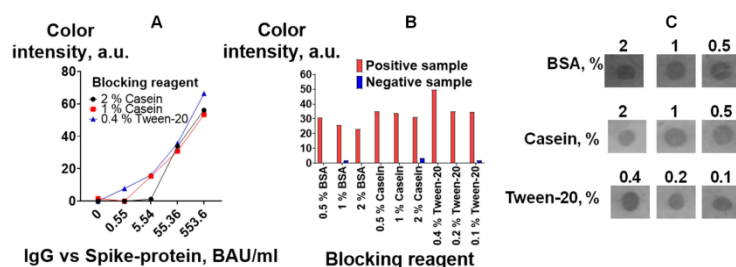 A
Color
intensity, a.u.
80
60
40
20
0
Blocking reagent
2 % Casein
1 % Casein
0.4 % Tween-20
0
0.55
5.54
55.36
553.6
IgG vs Spike-protein, BAU/ml
B
Color
intensity, a.u.
Positive sample
Negative sample
60
50
40
30
20
10
0
0.5 % BSA
1 % BSA
2 % BSA
0.5 % Casein
1 % Casein
2 % Casein
0.4 % Tween-20
0.2 % Tween-20
0.1 % Tween-20
Blocking reagent
C
2 1 0.5
BSA, %
2 1 0.5
Casein, %
0.4 0.2 0.1
Tween-20, %